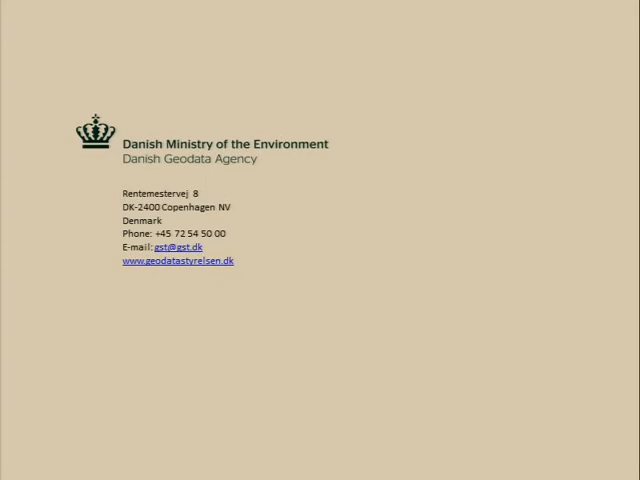 Danish Ministry of the Environment
Danish Geodata Agency
Rentemestervej 8
DK-2400 Copenhagen NV
Denmark
Phone: +45 72 54 50 00
E-mail: gst@gst.dk
www.geodatastyrelsen.dk